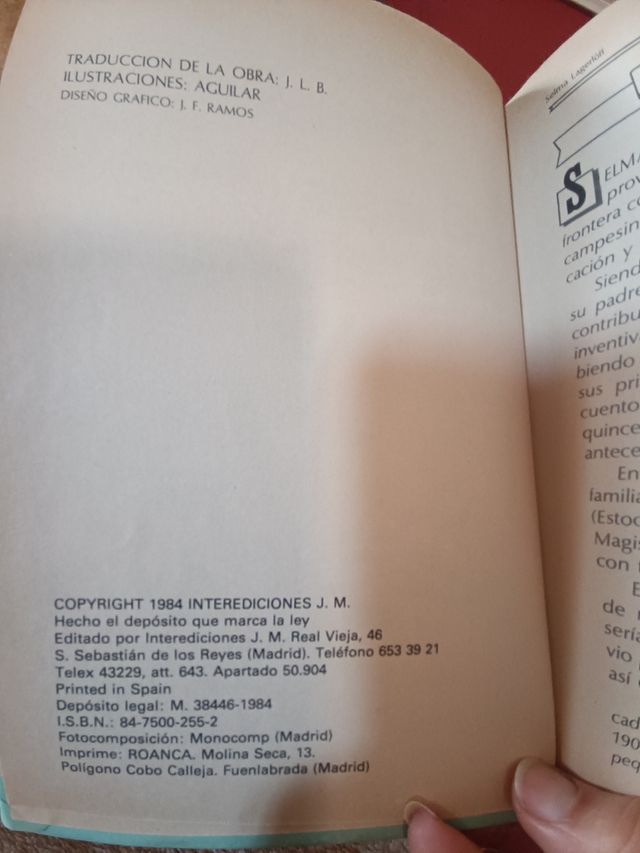 TRADUCCION DE LA OBRA: J. L. B.
ILUSTRACIONES: AGUILAR
DISEÑO GRAFICO: J. F. RAMOS
COPYRIGHT 1984 INTEREDICIONES J. M.
Hecho el depósito que marca la ley
Editado por Interediciones J. M. Real Vieja, 46
S. Sebastián de los Reyes (Madrid). Teléfono 653 39 21
Telex 43229, att. 643. Apartado 50.904
Printed in Spain
Depósito legal: M. 38446-1984
I.S.B.N.: 84-7500-255-2
Fotocomposición: Monocomp (Madrid)
Imprime: ROANCA. Molina Seca, 13.
Polígono Cobo Calleja. Fuenlabrada (Madrid)
Selma Lagerlöf
SELMA
prov
frontera co
campesin
cación y
Siend
su padre
contribu
inventiv
biendo
sus pri
cuento
quince
antece
En
familia
(Estoc
Magis
con
E
de
sería
vio
así
cad
190
peq